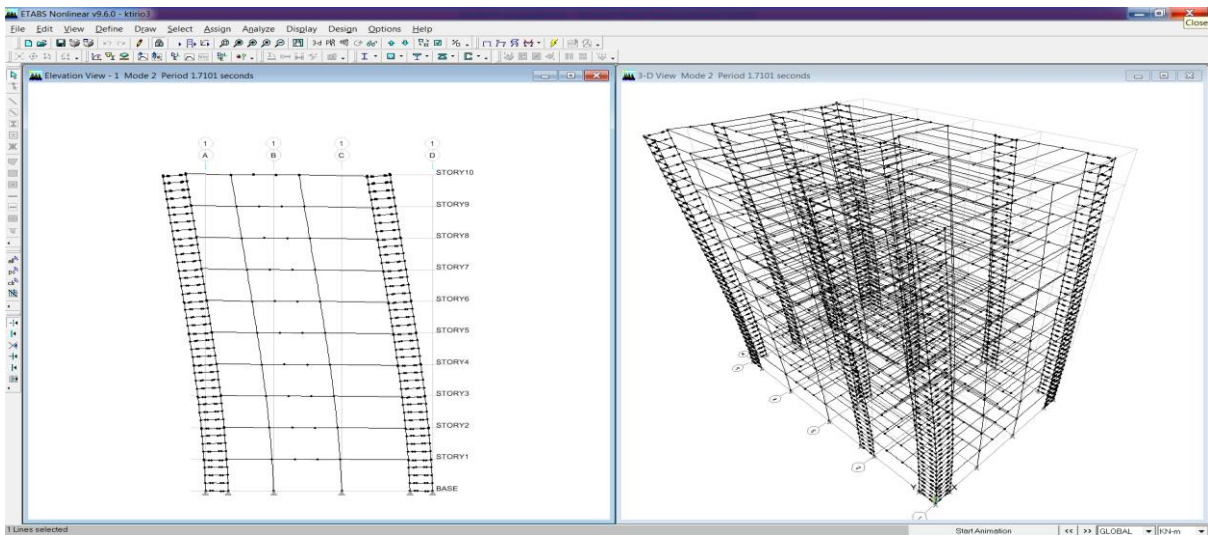 ETABS Nonlinear v9.6.0 - ktirio3
Close
File Edit View Define Draw Select Assign Analyze Display Design Options Help
Elevation View - 1 Mode 2 Period 1.7101 seconds
3-D View Mode 2 Period 1.7101 seconds
1 1 1 1
A B C D
STORY10
STORY9
STORY8
STORY7
STORY6
STORY5
STORY4
STORY3
STORY2
STORY1
BASE
Y X
1 Lines selected
Start Animation << >> GLOBAL KN-m